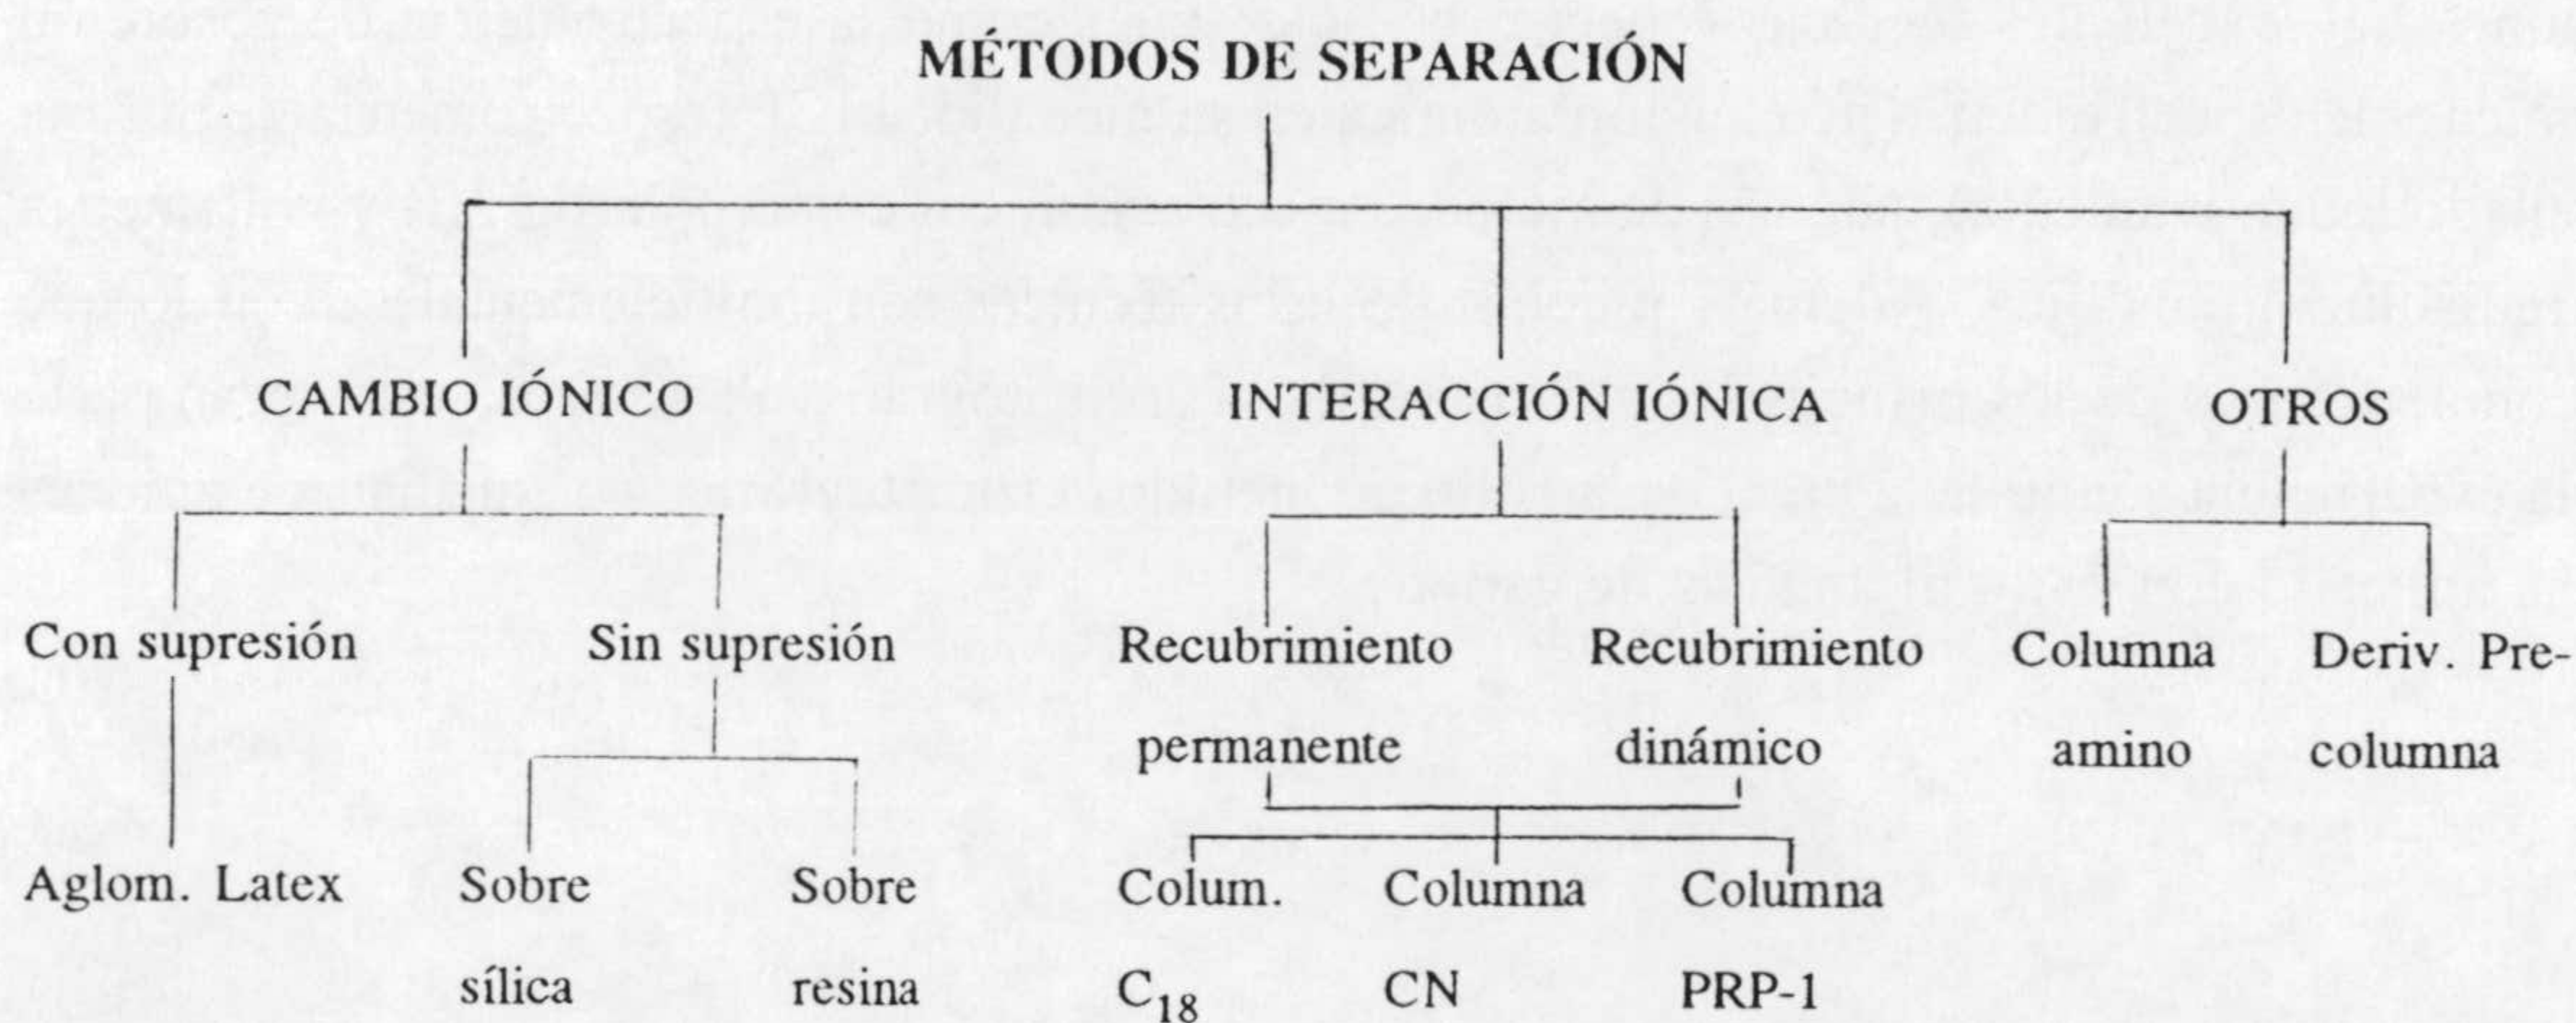 MÉTODOS DE SEPARACIÓN
CAMBIO IÓNICO
INTERACCIÓN IÓNICA
OTROS
Con supresión
Sin supresión
Recubrimiento
permanente
Recubrimiento
dinámico
Columna
amino
Deriv. Pre-
columna
Aglom. Latex
Sobre
sílica
Sobre
resina
Colum.
C₁₈
Columna
CN
Columna
PRP-1